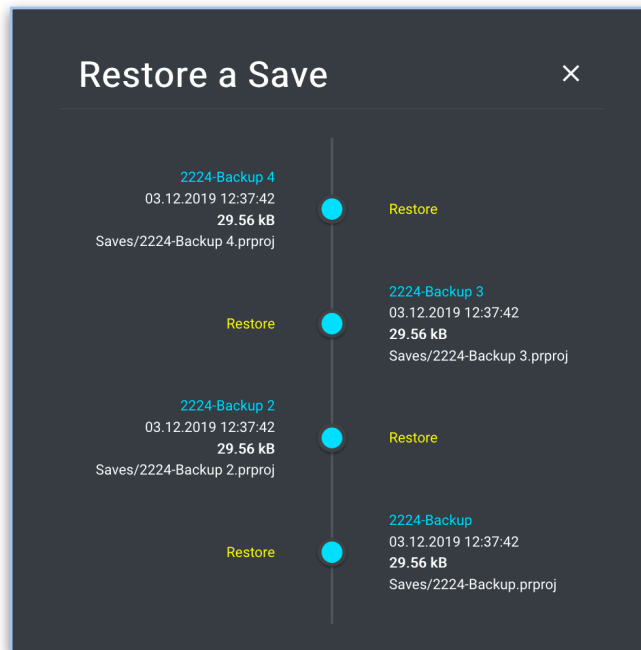 Restore a Save
2224-Backup 4
03.12.2019 12:37:42
29.56 kB
Saves/2224-Backup 4.prproj
Restore
2224-Backup 3
03.12.2019 12:37:42
29.56 kB
Saves/2224-Backup 3.prproj
Restore
2224-Backup 2
03.12.2019 12:37:42
29.56 kB
Saves/2224-Backup 2.prproj
Restore
2224-Backup
03.12.2019 12:37:42
29.56 kB
Saves/2224-Backup.prproj
Restore